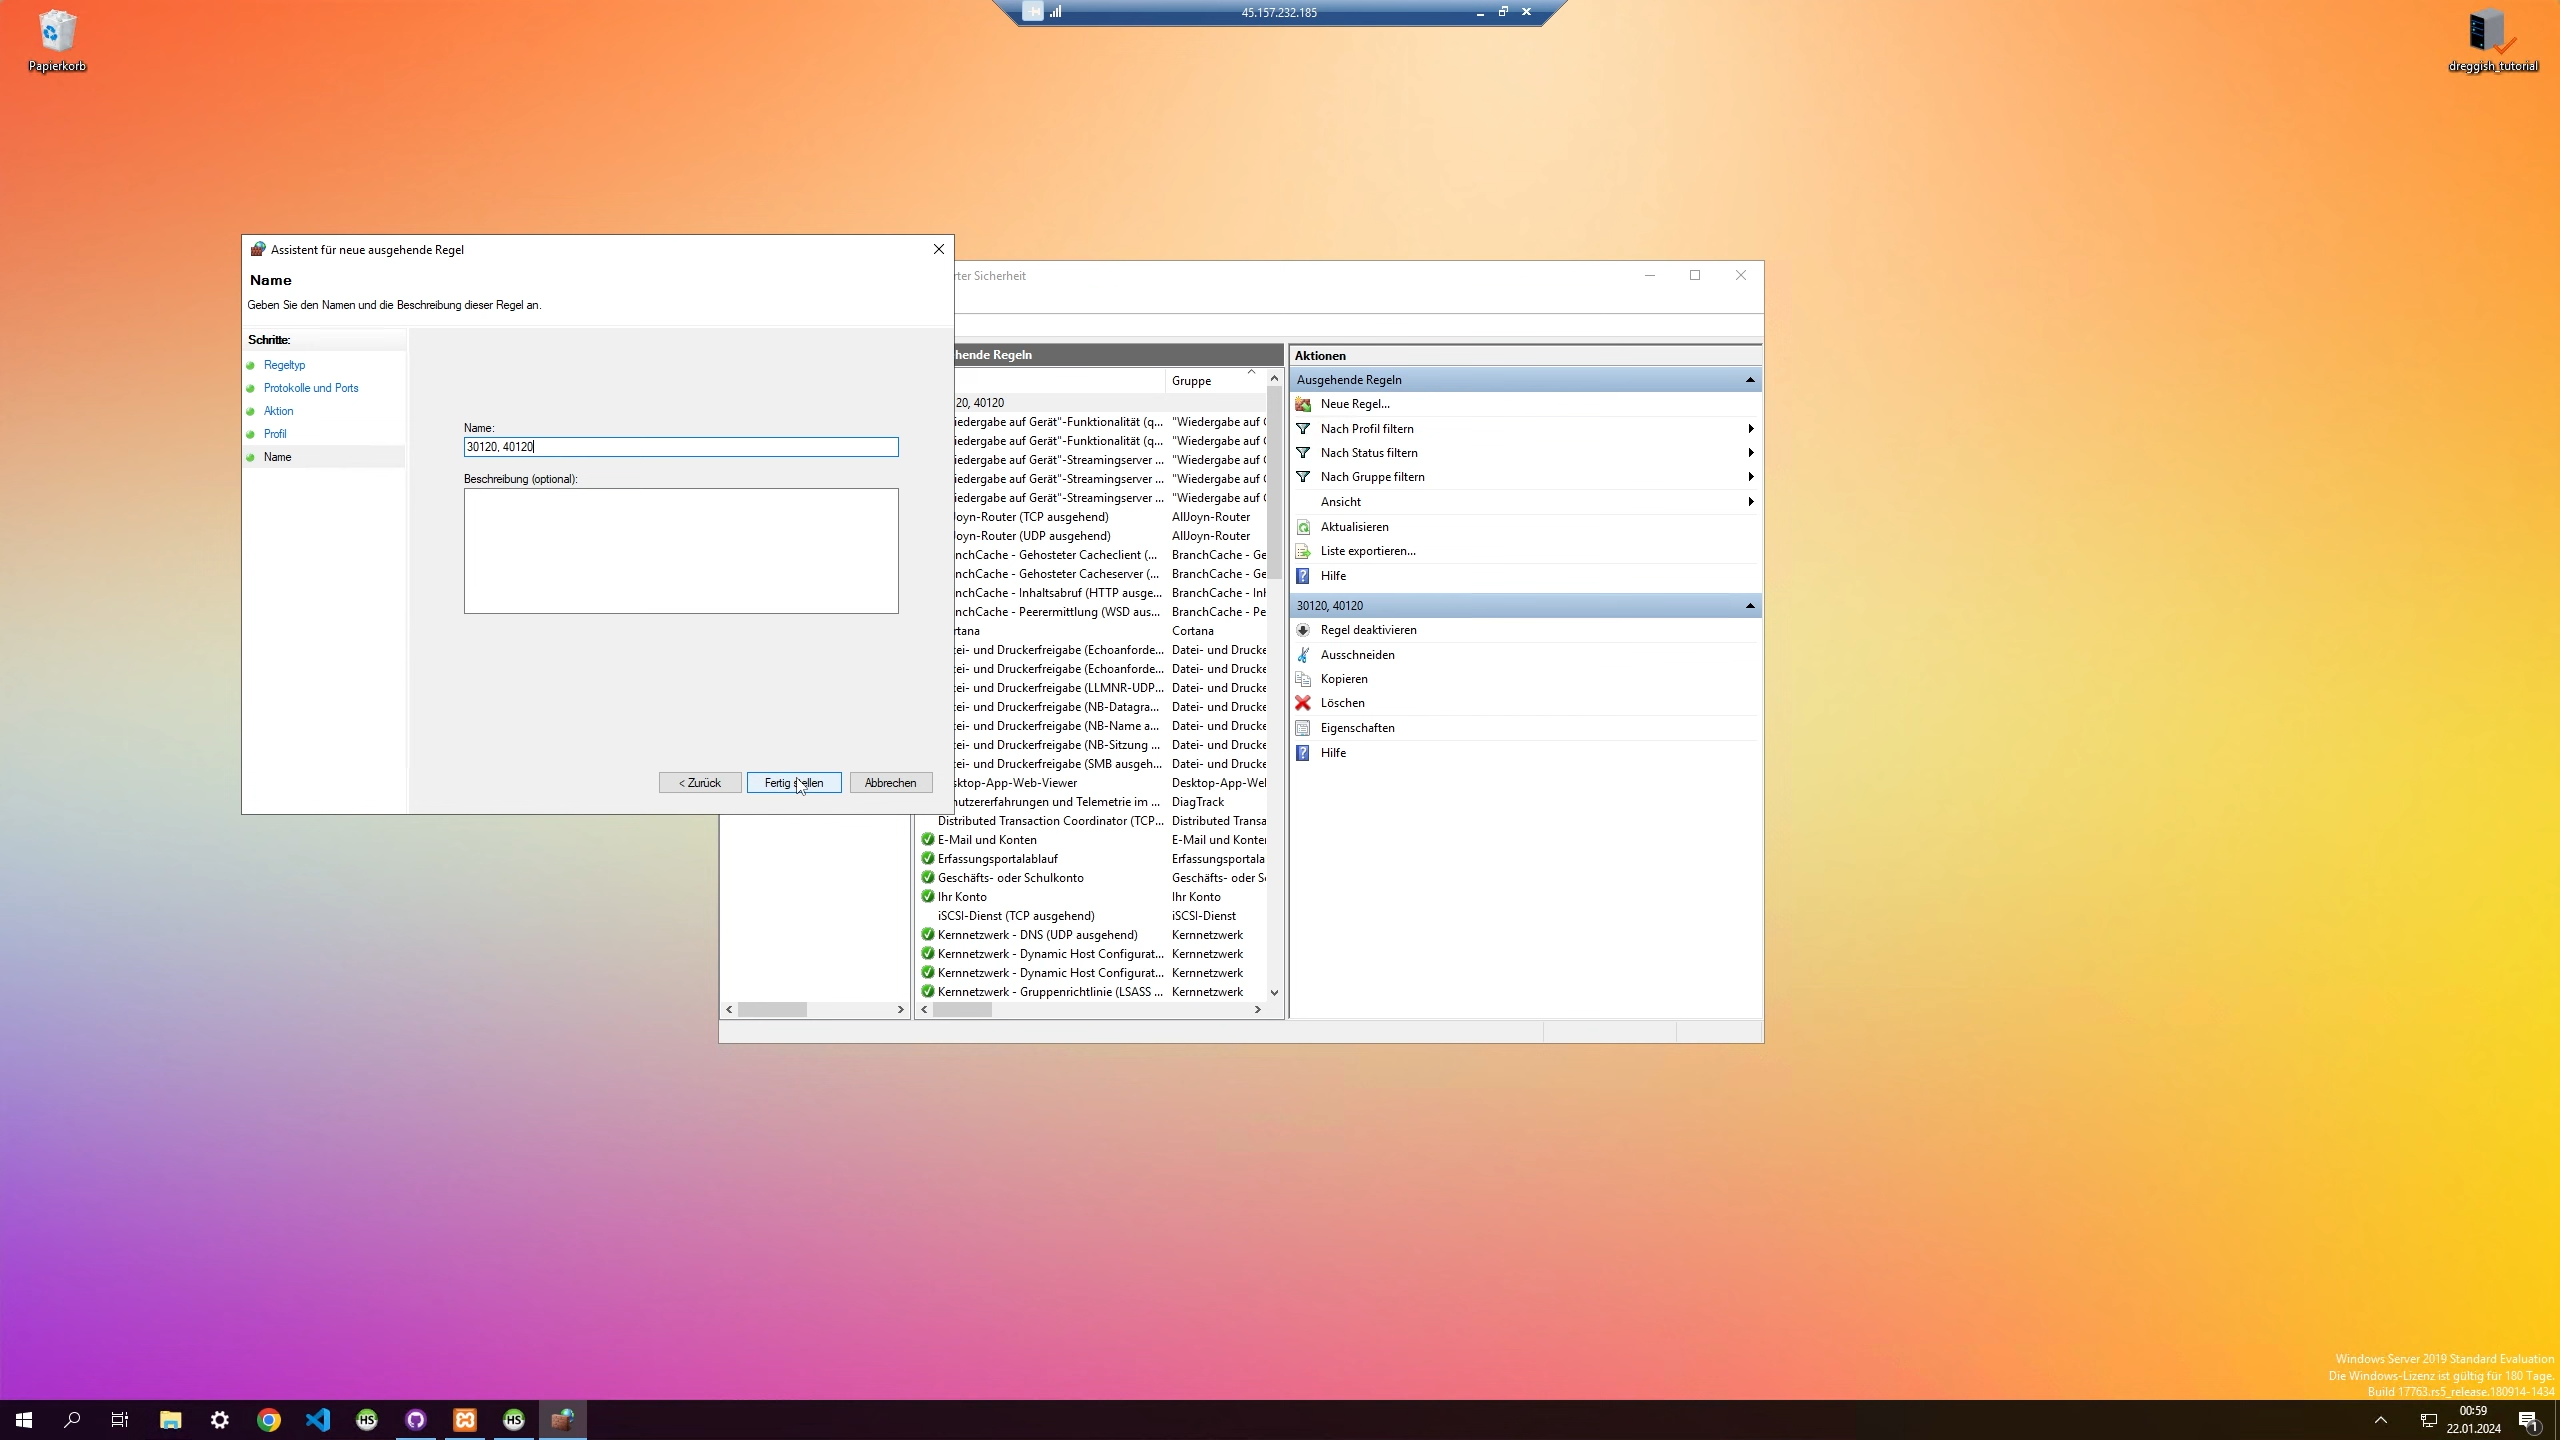 45.157.232.185
Papierkorb
dreggish_tutorial
Assistent für neue ausgehende Regel
Name
Geben Sie den Namen und die Beschreibung dieser Regel an.
Schritte:
Regeltyp
Protokolle und Ports
Aktion
Profil
Name
Name:
30120, 40120
Beschreibung (optional):
< Zurück
Fertig stellen
Abbrechen
rter Sicherheit
hende Regeln
Gruppe
20, 40120
iedergabe auf Gerät"-Funktionalität (q... "Wiedergabe auf
iedergabe auf Gerät"-Funktionalität (q... "Wiedergabe auf
iedergabe auf Gerät"-Streamingserver ... "Wiedergabe auf
iedergabe auf Gerät"-Streamingserver ... "Wiedergabe auf
iedergabe auf Gerät"-Streamingserver ... "Wiedergabe auf
Joyn-Router (TCP ausgehend) AllJoyn-Router
Joyn-Router (UDP ausgehend) AllJoyn-Router
nchCache - Gehosteter Cacheclient (... BranchCache - Ge
nchCache - Gehosteter Cacheserver (... BranchCache - Ge
nchCache - Inhaltsabruf (HTTP ausge... BranchCache - In
nchCache - Peerermittlung (WSD aus... BranchCache - Pe
rtana Cortana
tei- und Druckerfreigabe (Echoanforde... Datei- und Drucke
tei- und Druckerfreigabe (Echoanforde... Datei- und Drucke
tei- und Druckerfreigabe (LLMNR-UDP... Datei- und Drucke
tei- und Druckerfreigabe (NB-Datagra... Datei- und Drucke
tei- und Druckerfreigabe (NB-Name a... Datei- und Drucke
tei- und Druckerfreigabe (NB-Sitzung ... Datei- und Drucke
tei- und Druckerfreigabe (SMB ausgeh... Datei- und Drucke
sktop-App-Web-Viewer Desktop-App-Wel
nutzererfahrungen und Telemetrie im ... DiagTrack
Distributed Transaction Coordinator (TCP... Distributed Transa
E-Mail und Konten E-Mail und Konter
Erfassungsportalablauf Erfassungsportala
Geschäfts- oder Schulkonto Geschäfts- oder S
Ihr Konto Ihr Konto
iSCSI-Dienst (TCP ausgehend) iSCSI-Dienst
Kernnetzwerk - DNS (UDP ausgehend) Kernnetzwerk
Kernnetzwerk - Dynamic Host Configurat... Kernnetzwerk
Kernnetzwerk - Dynamic Host Configurat... Kernnetzwerk
Kernnetzwerk - Gruppenrichtlinie (LSASS ... Kernnetzwerk
Aktionen
Ausgehende Regeln
Neue Regel...
Nach Profil filtern
Nach Status filtern
Nach Gruppe filtern
Ansicht
Aktualisieren
Liste exportieren...
Hilfe
30120, 40120
Regel deaktivieren
Ausschneiden
Kopieren
Löschen
Eigenschaften
Hilfe
Windows Server 2019 Standard Evaluation
Die Windows-Lizenz ist gültig für 180 Tage.
Build 17763.rs5_release.180914-1434
HS
HS
00:59
22.01.2024
1